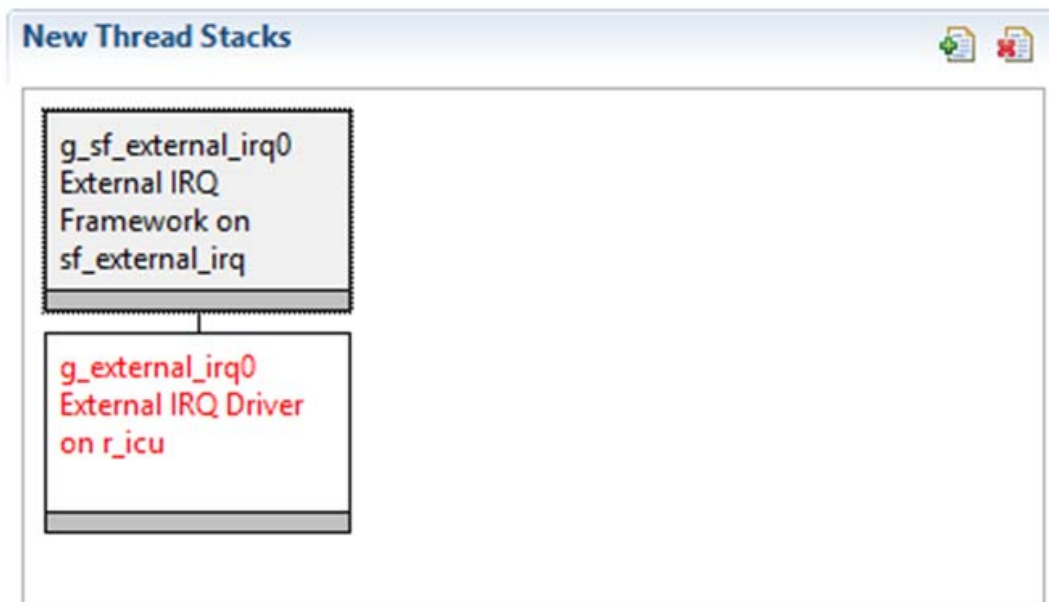 New Thread Stacks
g_sf_external_irq0
External IRQ
Framework on
sf_external_irq
g_external_irq0
External IRQ Driver
on r_icu